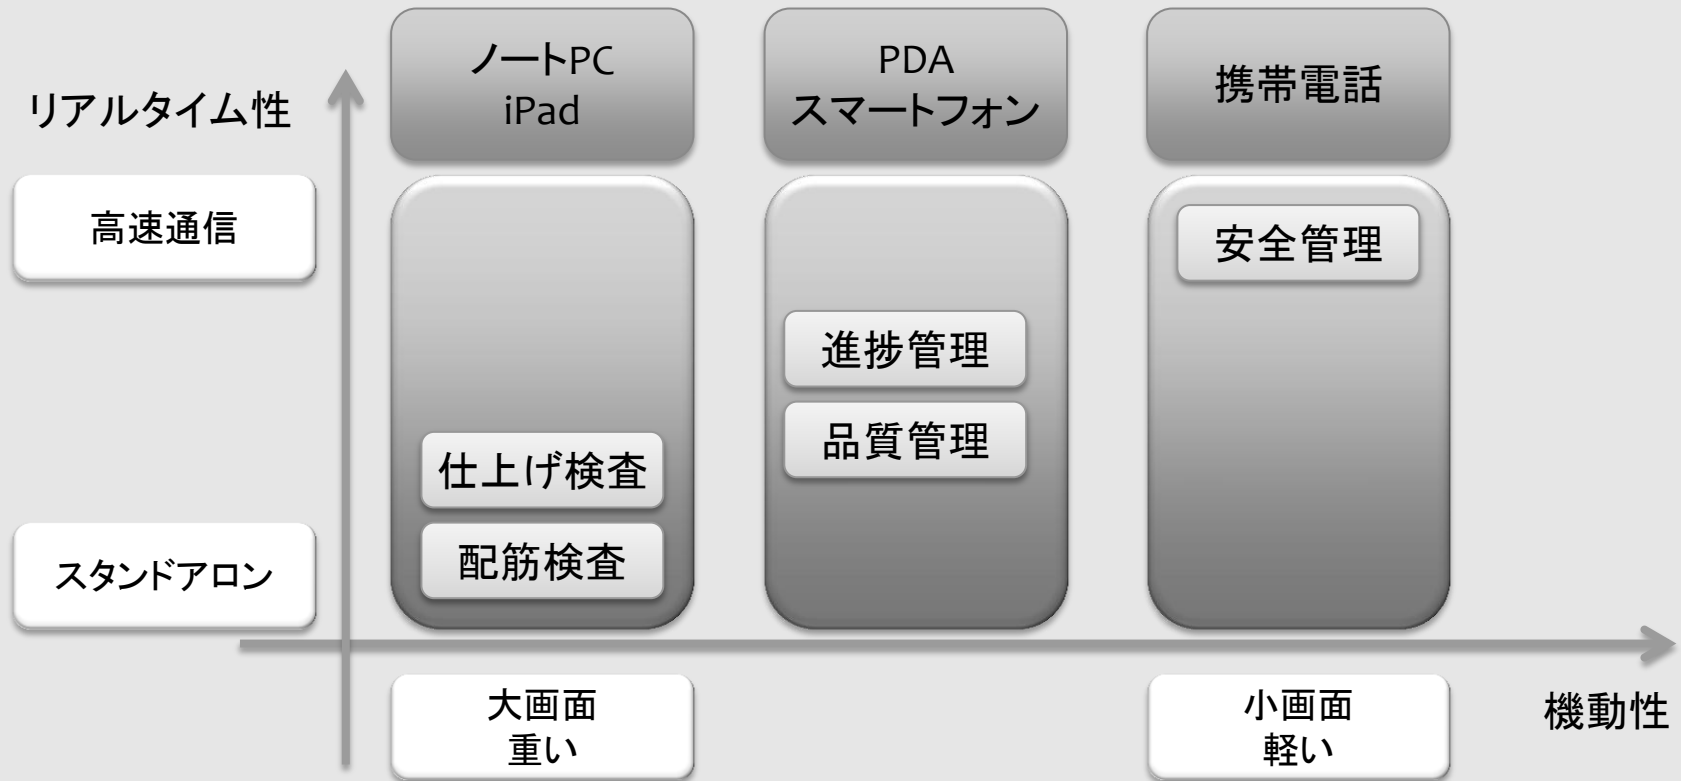 ノートPC
iPad
PDA
スマートフォン
携帯電話
リアルタイム性
高速通信
安全管理
進捗管理
品質管理
仕上げ検査
配筋検査
スタンドアロン
大画面
重い
小画面
軽い
機動性